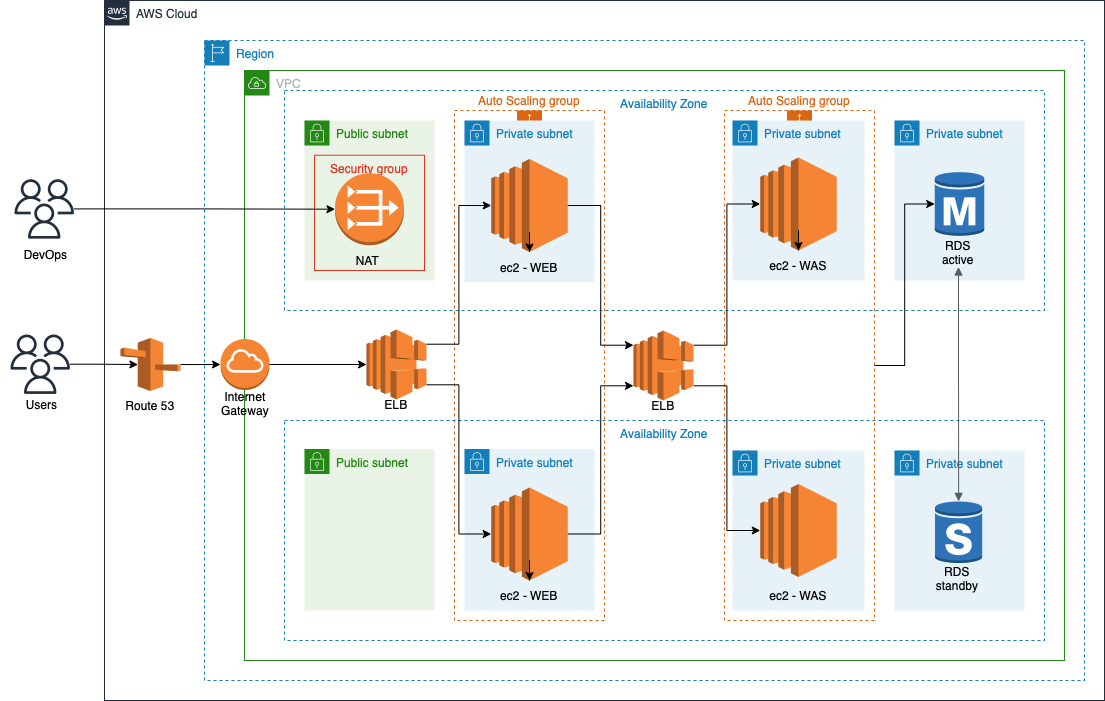 aws
AWS Cloud
Region
VPC
Auto Scaling group
Availability Zone
Auto Scaling group
Public subnet
Private subnet
Private subnet
Private subnet
Security group
M
NAT
ec2 - WEB
ec2 - WAS
RDS
active
DevOps
Users
Route 53
Internet
Gateway
ELB
ELB
Availability Zone
Public subnet
Private subnet
Private subnet
Private subnet
S
ec2 - WEB
ec2 - WAS
RDS
standby